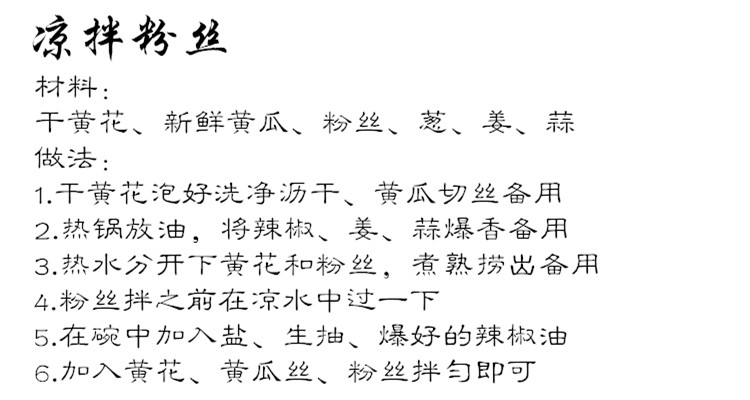 凉拌粉丝
材料：
干黄花、新鲜黄瓜、粉丝、葱、姜、蒜
做法：
1.干黄花泡好洗净沥干、黄瓜切丝备用
2.热锅放油，将辣椒、姜、蒜爆香备用
3.热水分开下黄花和粉丝，煮熟捞出备用
4.粉丝拌之前在凉水中过一下
5.在碗中加入盐、生抽、爆好的辣椒油
6.加入黄花、黄瓜丝、粉丝拌匀即可